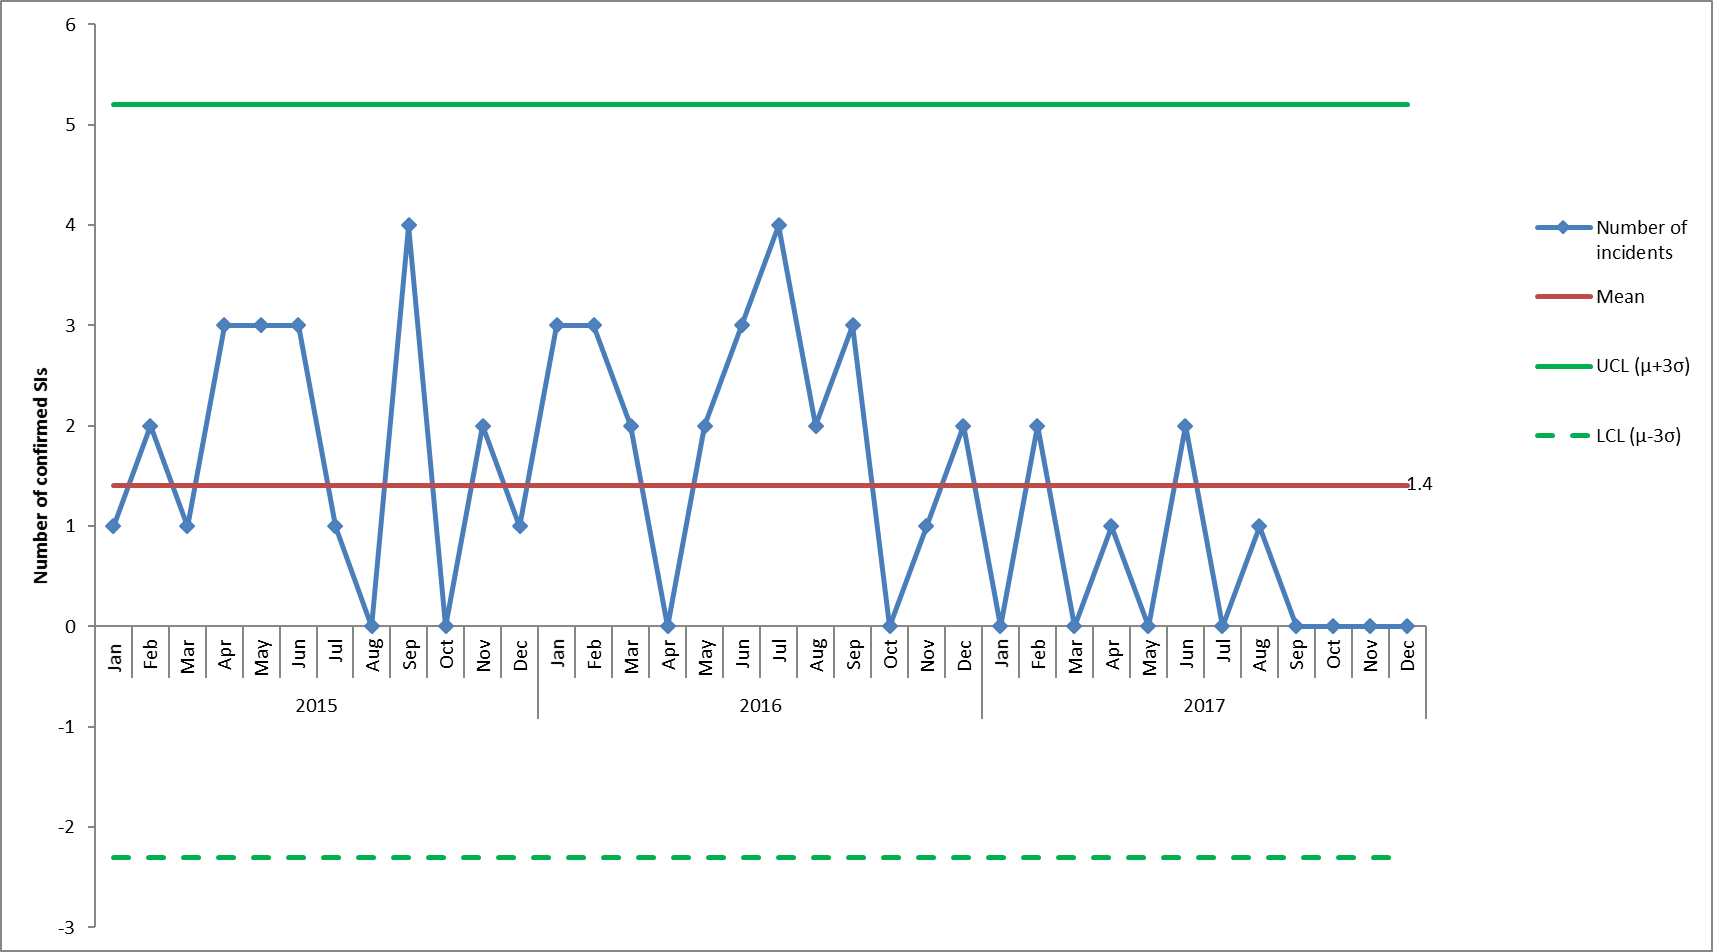 6
5
4
3
2
1
0
-1
-2
-3
Number of confirmed SIs
1.4
Jan Feb Mar Apr May Jun Jul Aug Sep Oct Nov Dec Jan Feb Mar Apr May Jun Jul Aug Sep Oct Nov Dec Jan Feb Mar Apr May Jun Jul Aug Sep Oct Nov Dec
2015 2016 2017
Number of
incidents
Mean
UCL (μ+3σ)
LCL (μ-3σ)